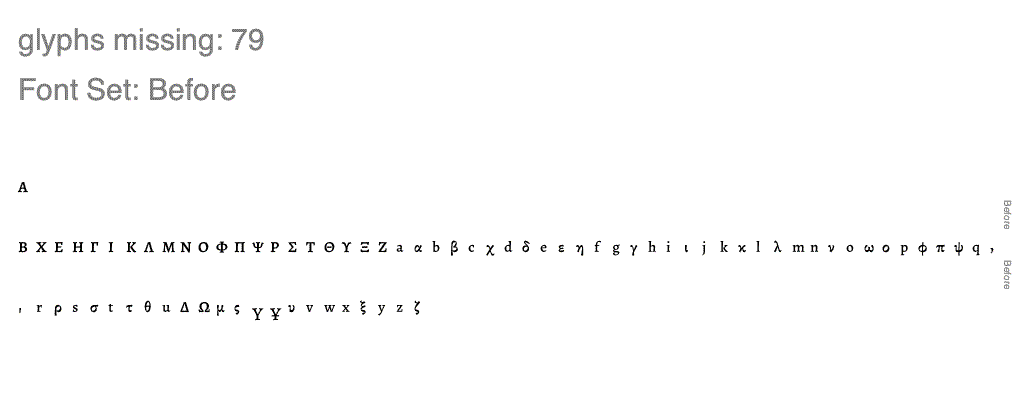 glyphs missing: 79
Font Set: Before
Α
Β Χ Ε Η Γ Ι Κ Λ Μ Ν Ο Φ Π Ψ Ρ Σ Τ Θ Υ Ξ Ζ a α b β c χ d δ e ε η f g γ h i ι j k κ l λ m n ν o ω ο p ϕ π ψ q ʹ
͵ r ρ s σ t τ θ u Δ Ω μ ς Y ¥ υ v w x ξ y z ζ
Before
Before